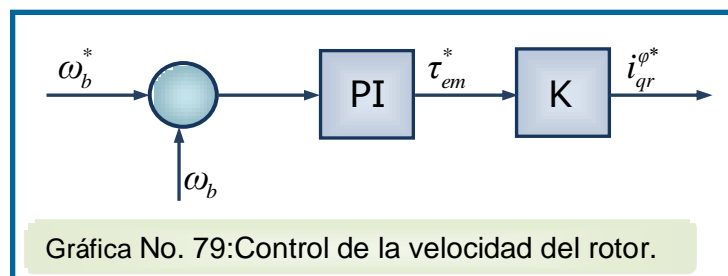 ω_b^* PI τ_em^* K i_qr^φ*
ω_b
Gráfica No. 79:Control de la velocidad del rotor.